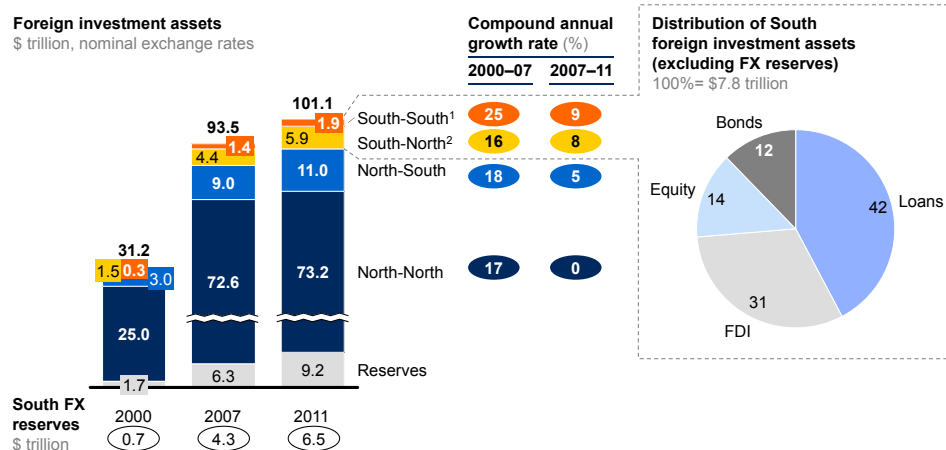 Foreign investment assets
$ trillion, nominal exchange rates
Compound annual
growth rate (%)
2000–07 2007–11
Distribution of South
foreign investment assets
(excluding FX reserves)
100%= $7.8 trillion
31.2
1.5 0.3 3.0
25.0
1.7
93.5
1.4
4.4
9.0
72.6
6.3
101.1
1.9
5.9
11.0
73.2
9.2
South-South¹ 25 9
South-North² 16 8
North-South 18 5
North-North 17 0
Reserves
Bonds
12
Equity
14
42 Loans
31
FDI
South FX
reserves
$ trillion
2000 2007 2011
0.7 4.3 6.5